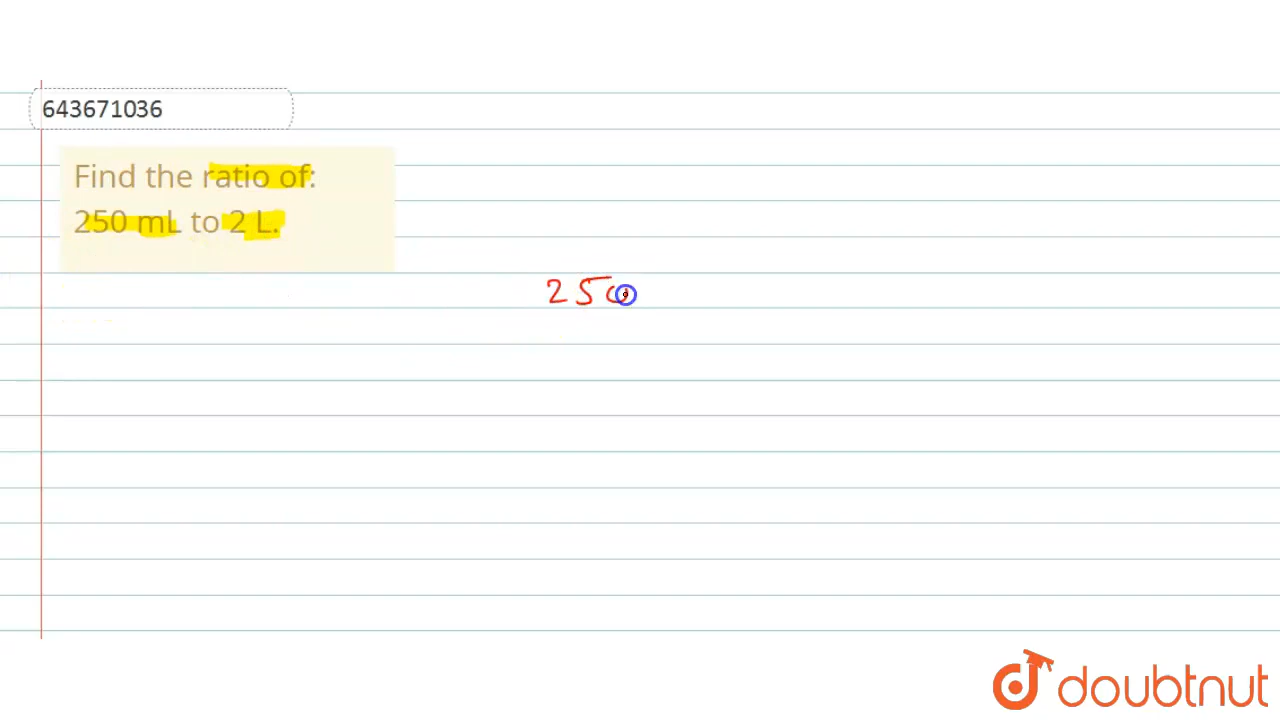 643671036
Find the ratio of:
250 mL to 2 L.
250
doubtnut